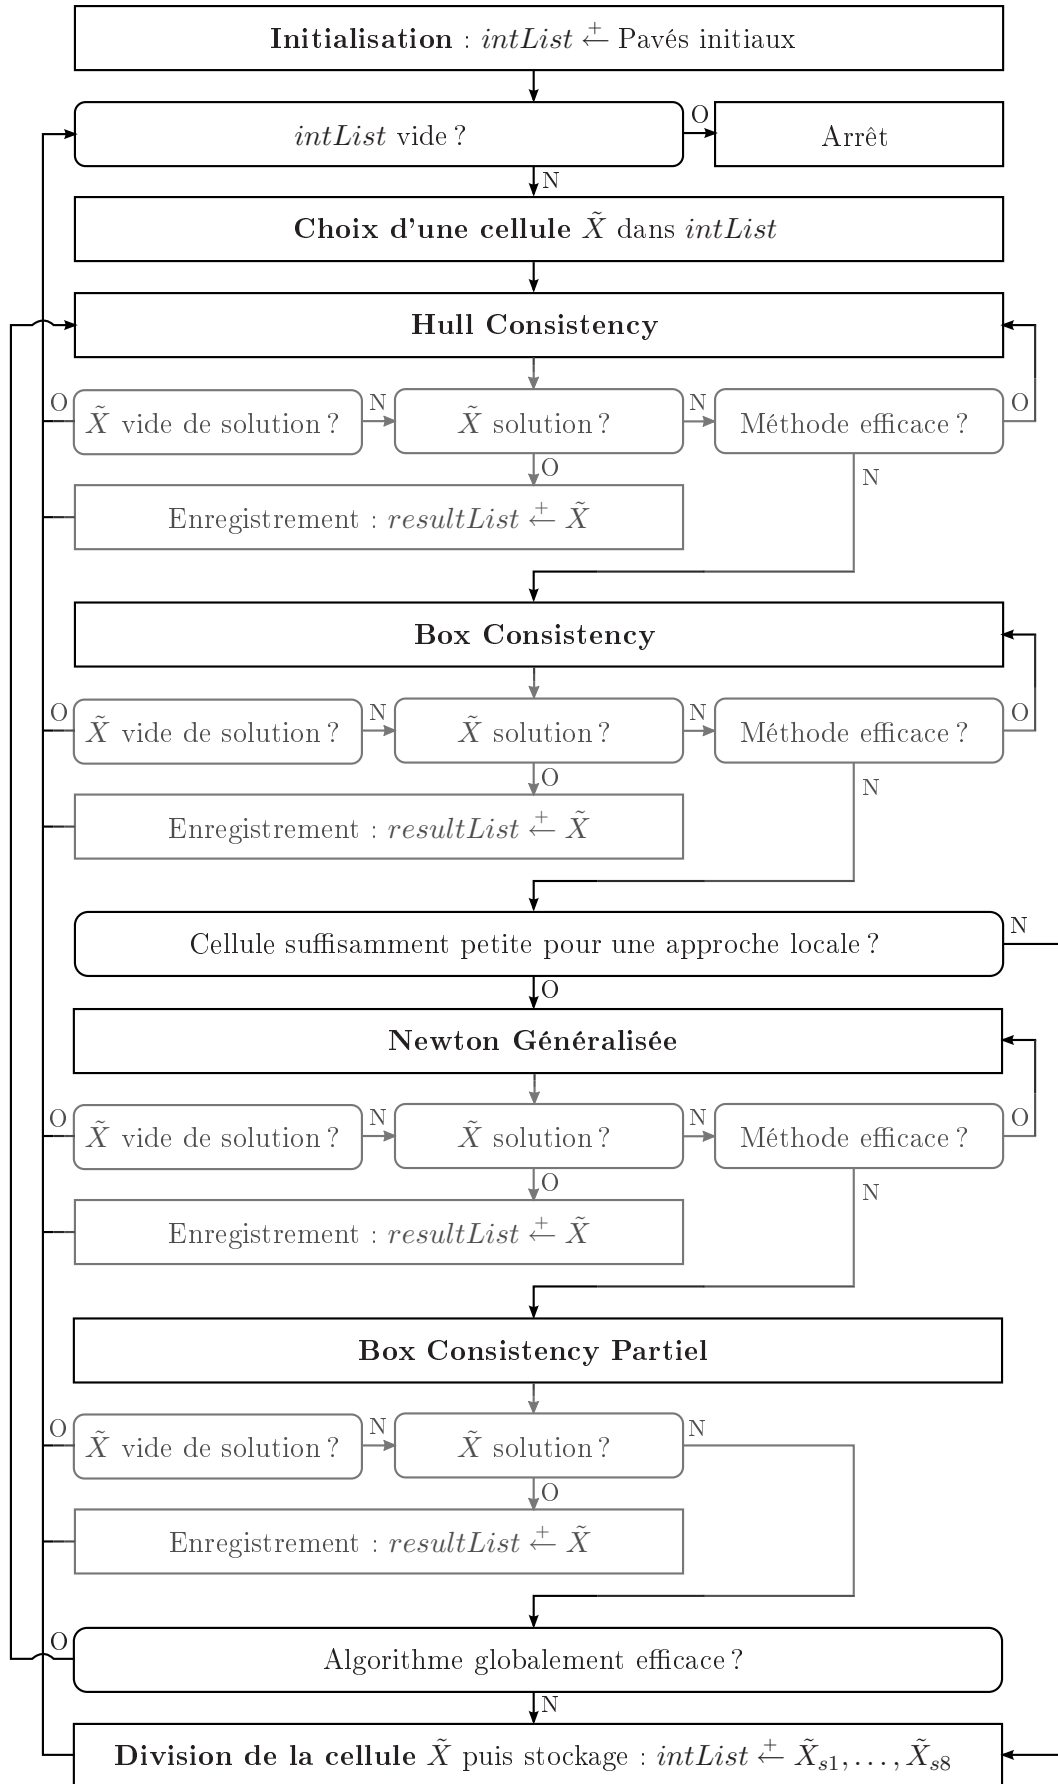 Initialisation : intList ←⁺ Pavés initiaux
intList vide ?
O
Arrêt
N
Choix d'une cellule X̃ dans intList
Hull Consistency
O
X̃ vide de solution ?
N
X̃ solution ?
N
Méthode efficace ?
O
O
N
Enregistrement : resultList ←⁺ X̃
Box Consistency
O
X̃ vide de solution ?
N
X̃ solution ?
N
Méthode efficace ?
O
O
N
Enregistrement : resultList ←⁺ X̃
Cellule suffisamment petite pour une approche locale ?
N
O
Newton Généralisée
O
X̃ vide de solution ?
N
X̃ solution ?
N
Méthode efficace ?
O
O
N
Enregistrement : resultList ←⁺ X̃
Box Consistency Partiel
O
X̃ vide de solution ?
N
X̃ solution ?
N
O
Enregistrement : resultList ←⁺ X̃
O
Algorithme globalement efficace ?
N
Division de la cellule X̃ puis stockage : intList ←⁺ X̃s1, . . . , X̃s8